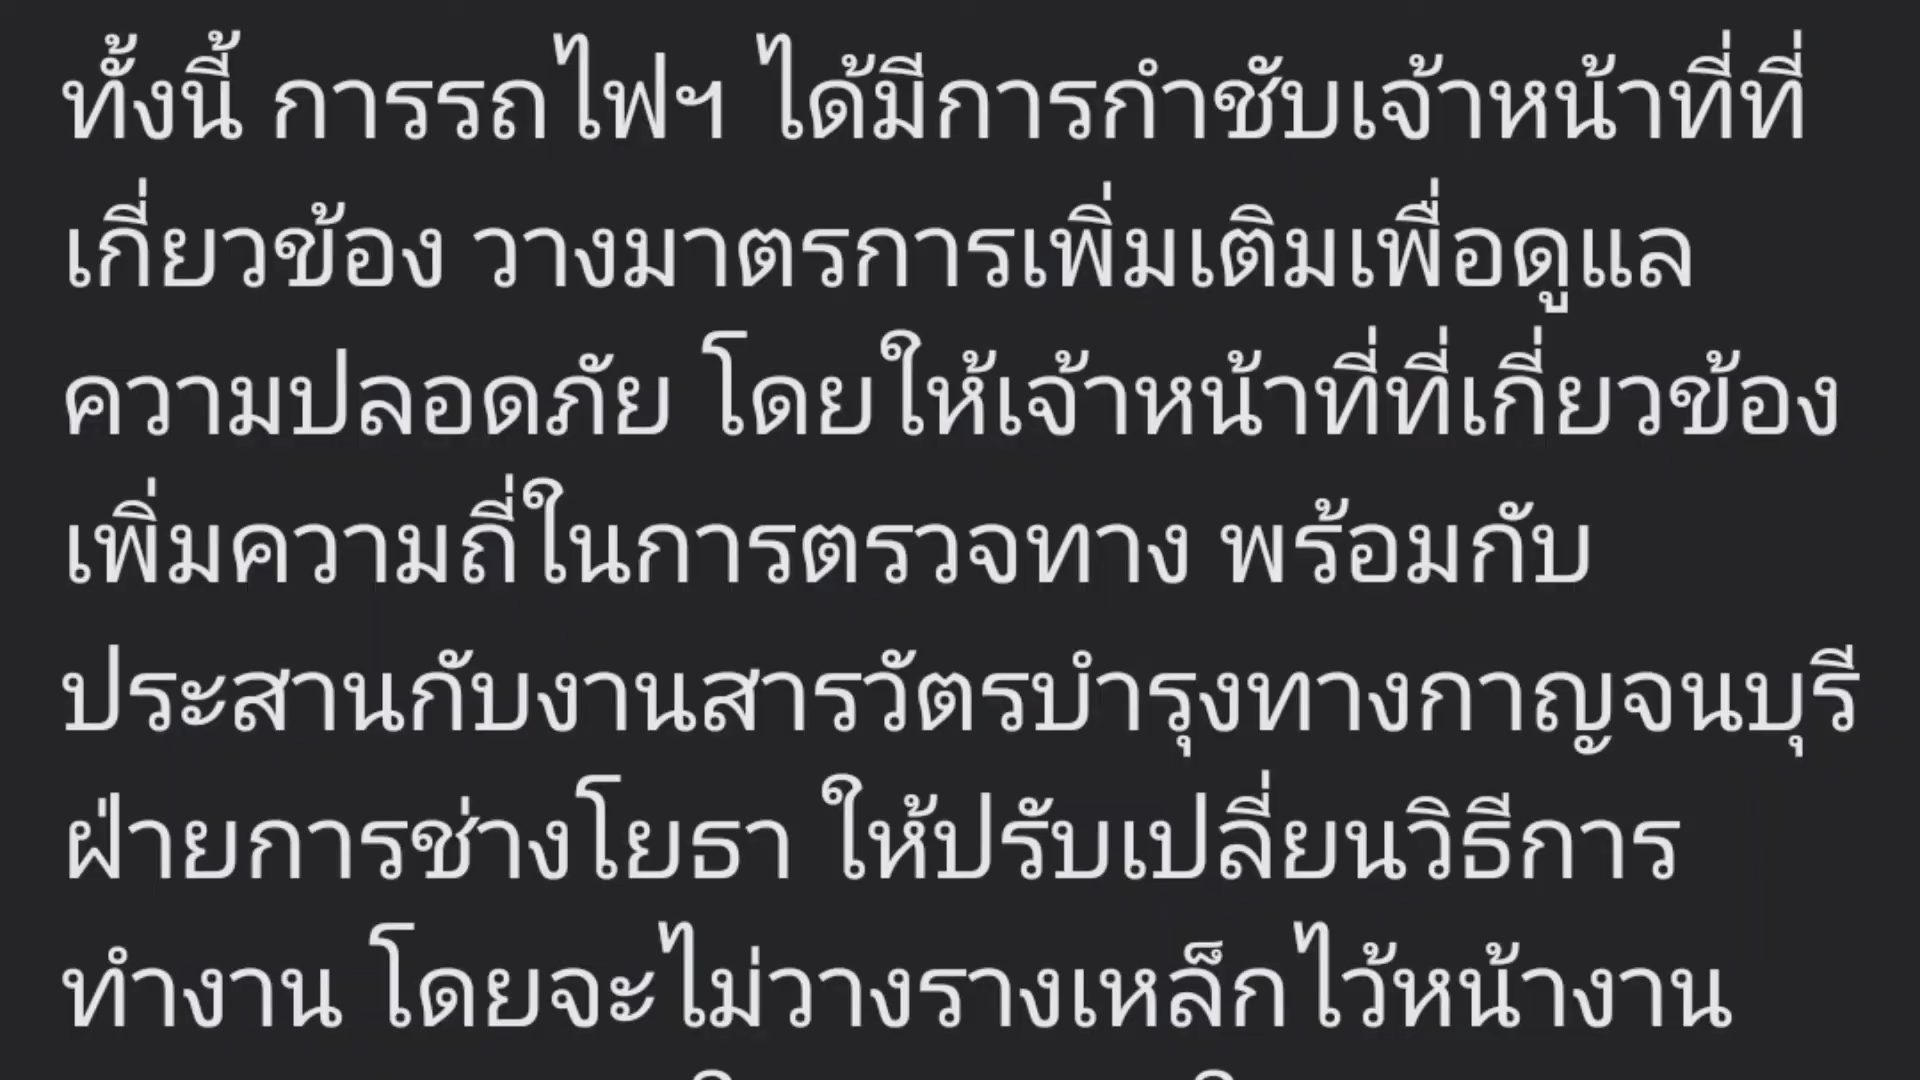 ทั้งนี้ การรถไฟฯ ได้มีการกำชับเจ้าหน้าที่ที่
เกี่ยวข้อง วางมาตรการเพิ่มเติมเพื่อดูแล
ความปลอดภัย โดยให้เจ้าหน้าที่ที่เกี่ยวข้อง
เพิ่มความถี่ในการตรวจทาง พร้อมกับ
ประสานกับงานสารวัตรบำรุงทางกาญจนบุรี
ฝ่ายการช่างโยธา ให้ปรับเปลี่ยนวิธีการ
ทำงาน โดยจะไม่วางรางเหล็กไว้หน้างาน